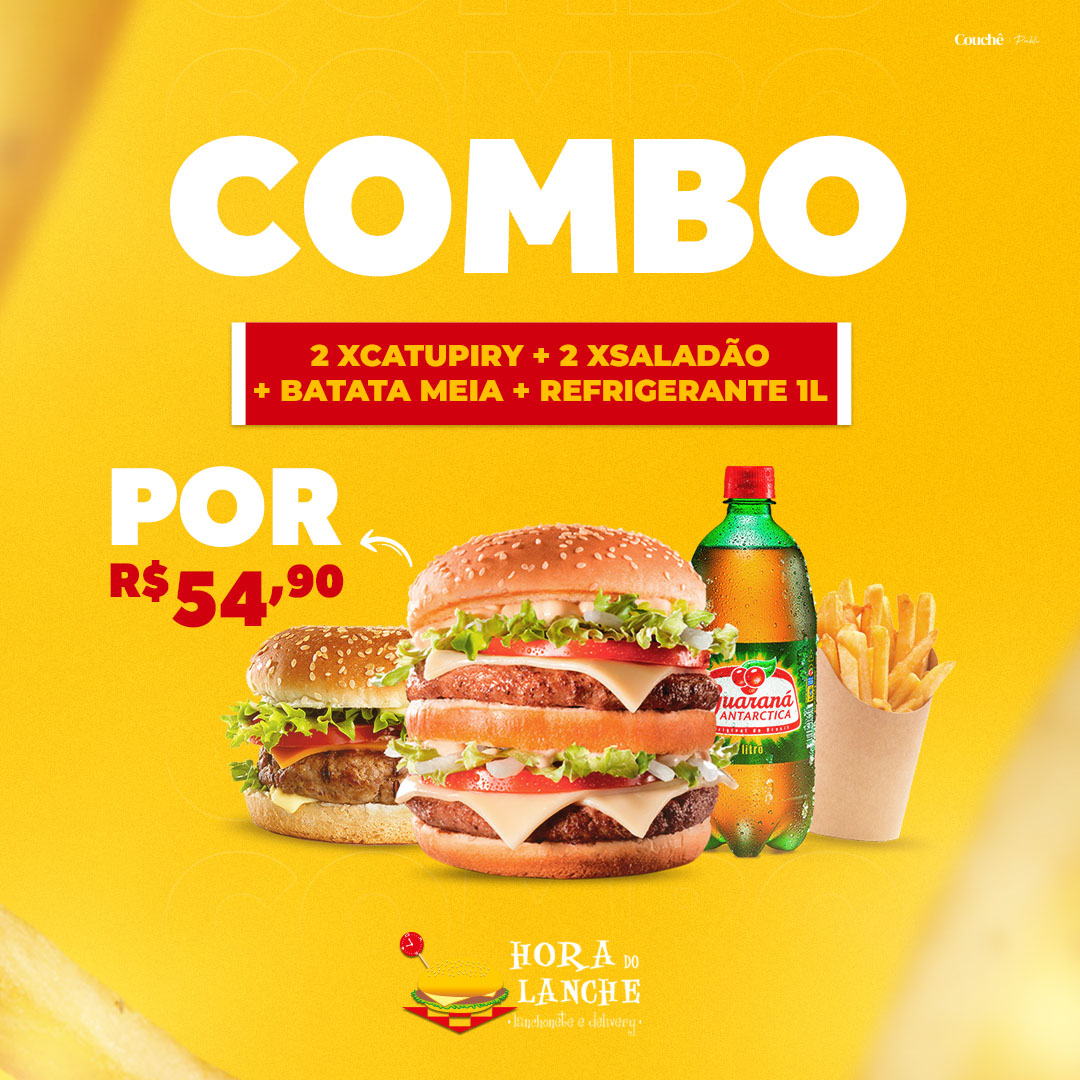 Couchê
COMBO
2 XCATUPIRY + 2 XSALADÃO
+ BATATA MEIA + REFRIGERANTE 1L
POR
R$ 54,90
guaraná
ANTARCTICA
litro
HORA DO
LANCHE
• lanchonete e delivery •